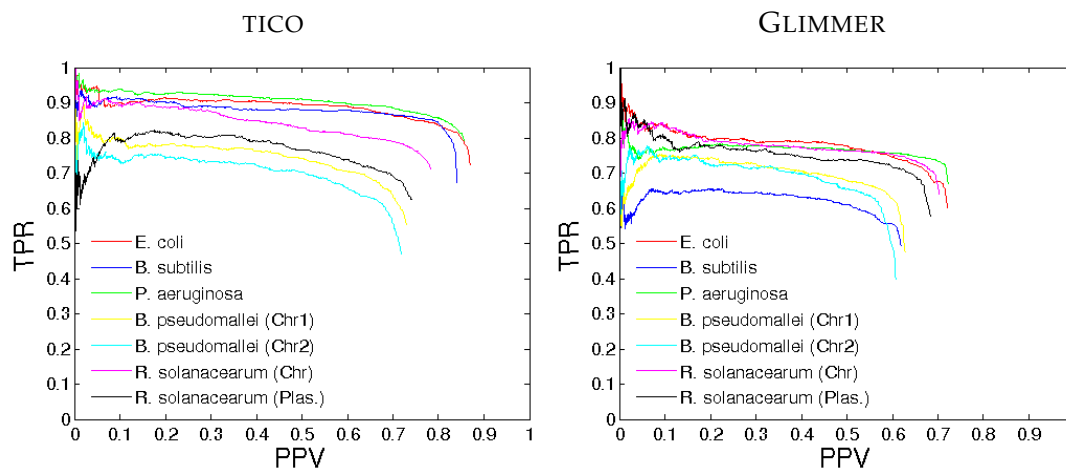 TICO
GLIMMER
1
0.9
0.8
0.7
0.6
0.5
0.4
0.3
0.2
0.1
0
TPR
E. coli
B. subtilis
P. aeruginosa
B. pseudomallei (Chr1)
B. pseudomallei (Chr2)
R. solanacearum (Chr)
R. solanacearum (Plas.)
0 0.1 0.2 0.3 0.4 0.5 0.6 0.7 0.8 0.9 1
PPV
1
0.9
0.8
0.7
0.6
0.5
0.4
0.3
0.2
0.1
0
TPR
E. coli
B. subtilis
P. aeruginosa
B. pseudomallei (Chr1)
B. pseudomallei (Chr2)
R. solanacearum (Chr)
R. solanacearum (Plas.)
0 0.1 0.2 0.3 0.4 0.5 0.6 0.7 0.8 0.9
PPV